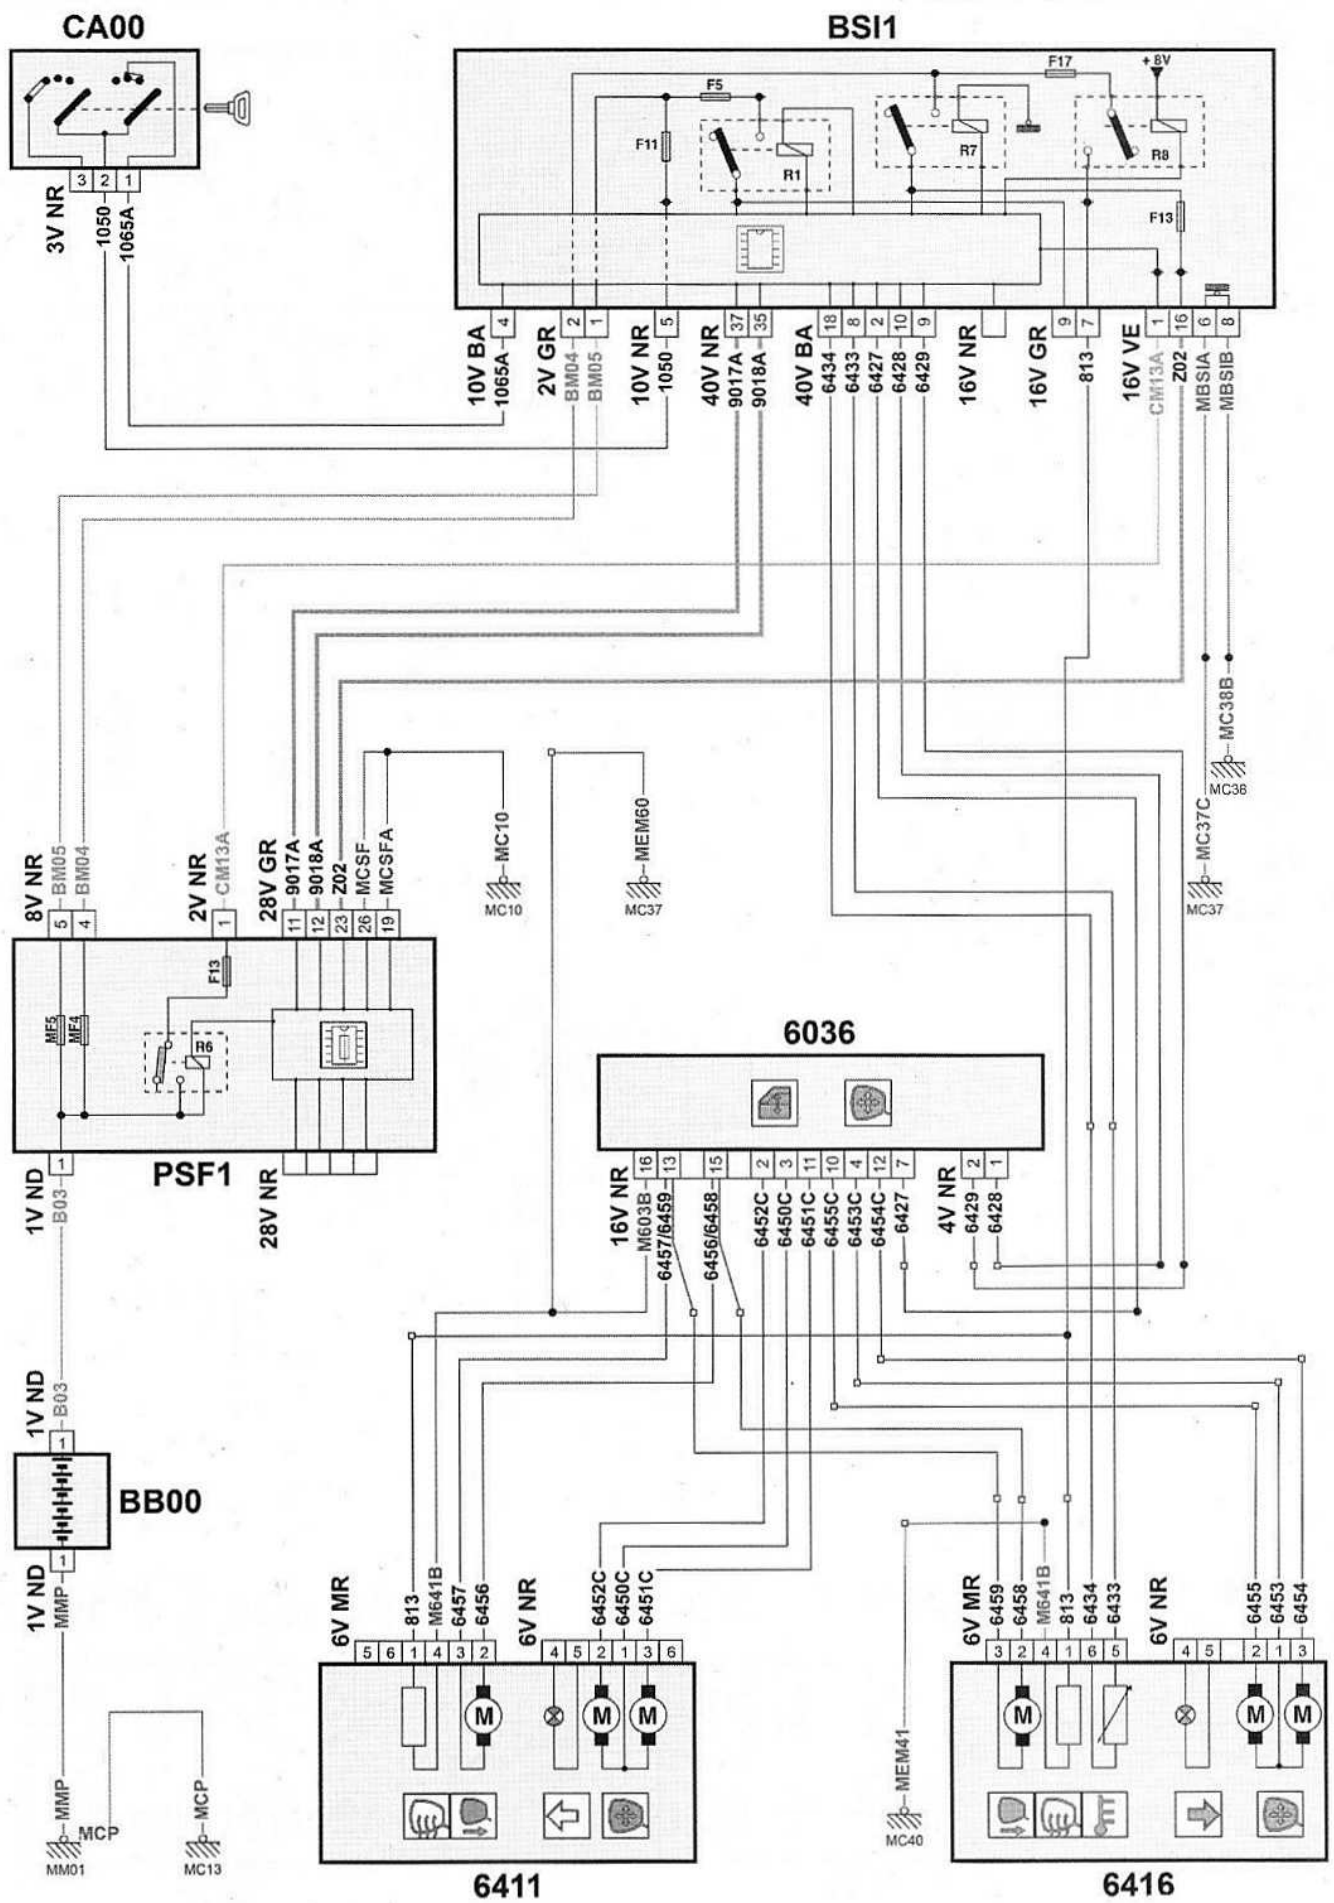 CA00
BSI1
F17
+ 8V
F5
F11
R1
R7
R8
F13
3V NR
3
2
1
1050
1065A
10V BA
4
1065A
2V GR
2
1
BM04
BM05
10V NR
5
1050
40V NR
37
35
9017A
9018A
40V BA
18
8
2
10
9
6434
6433
6427
6428
6429
16V NR
16V GR
9
7
813
16V VE
1
16
6
8
CM13A
Z02
MBSIA
MBSIB
MC38B
MC38
MC37C
MC37
MC10
MC10
MEM60
MC37
8V NR
BM05
BM04
5
4
2V NR
CM13A
1
28V GR
9017A
9018A
Z02
MCSF
MCSFA
11
12
23
26
19
F13
MF5
MF4
R6
PSF1
1V ND
1
B03
28V NR
6036
16V NR
16
13
15
2
3
11
10
4
12
7
M603B
6457/6459
6456/6458
6452C
6450C
6451C
6455C
6453C
6454C
6427
4V NR
2
1
6429
6428
1V ND
B03
1
BB00
1V ND
1
MMP
MMP
MCP
MM01
MCP
MC13
6V MR
813
M641B
6457
6456
5
6
1
4
3
2
6V NR
6452C
6450C
6451C
4
5
2
1
3
6
M
M
M
6411
MEM41
MC40
6V MR
6459
6458
M641B
813
6434
6433
3
2
4
1
6
5
6V NR
6455
6453
6454
4
5
2
1
3
M
M
M
6416